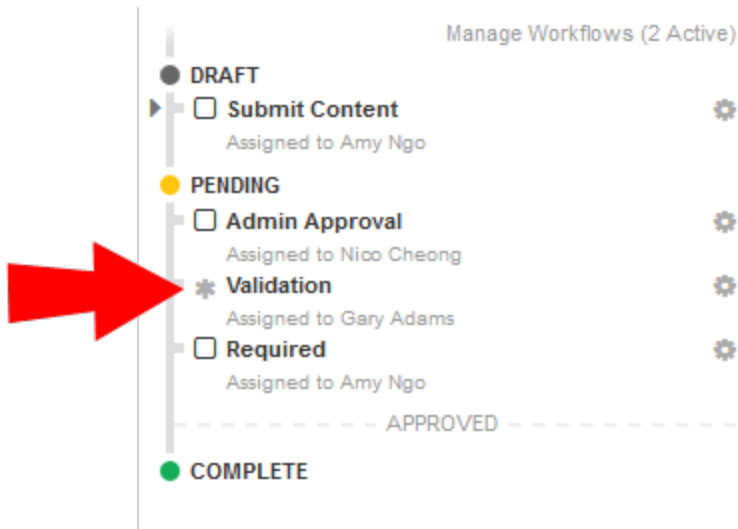 Manage Workflows (2 Active)
DRAFT
Submit Content
Assigned to Amy Ngo
PENDING
Admin Approval
Assigned to Nico Cheong
Validation
Assigned to Gary Adams
Required
Assigned to Amy Ngo
APPROVED
COMPLETE